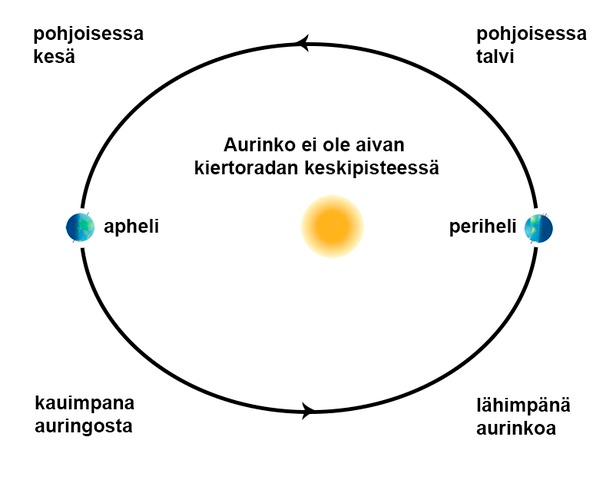 pohjoisessa
kesä
pohjoisessa
talvi
Aurinko ei ole aivan
kiertoradan keskipisteessä
apheli
periheli
kauimpana
auringosta
lähimpänä
aurinkoa